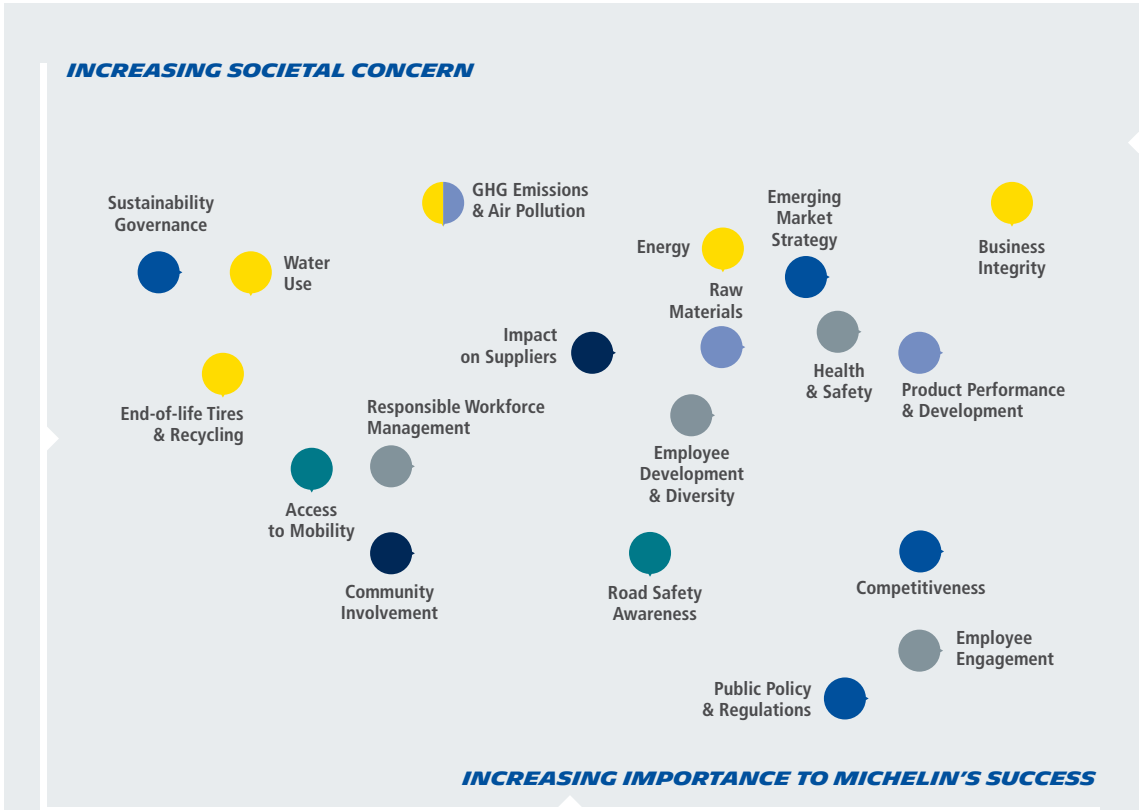 INCREASING SOCIETAL CONCERN
Sustainability
Governance
Water
Use
GHG Emissions
& Air Pollution
Energy
Emerging
Market
Strategy
Business
Integrity
Raw
Materials
Impact
on Suppliers
Health
& Safety
Product Performance
& Development
End-of-life Tires
& Recycling
Responsible Workforce
Management
Employee
Development
& Diversity
Access
to Mobility
Community
Involvement
Road Safety
Awareness
Competitiveness
Employee
Engagement
Public Policy
& Regulations
INCREASING IMPORTANCE TO MICHELIN'S SUCCESS